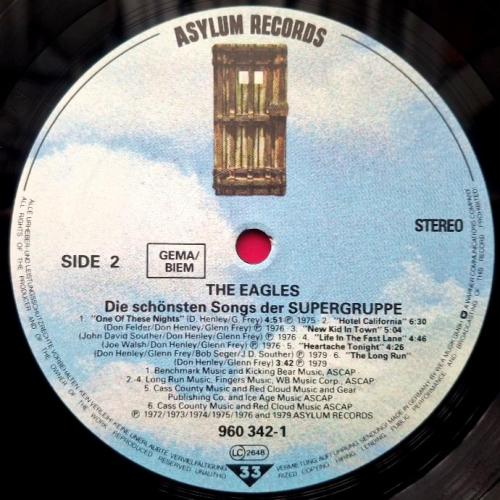 ASYLUM RECORDS
STEREO
SIDE 2
GEMA/
BIEM
THE EAGLES
Die schönsten Songs der SUPERGRUPPE
1. "One Of These Nights" (D. Henley/G. Frey) 4:51 ℗ 1975 - 2. "Hotel California" 6:30
(Don Felder/Don Henley/Glenn Frey) ℗ 1976 - 3. "New Kid In Town" 5:04
(John David Souther/Don Henley/Glenn Frey) ℗ 1976 - 4. "Life In The Fast Lane" 4:46
(Joe Walsh/Don Henley/Glenn Frey) ℗ 1976 - 5. "Heartache Tonight" 4:26
(Don Henley/Glenn Frey/Bob Seger/J.D. Souther) ℗ 1979 - 6. "The Long Run"
(Don Henley/Glenn Frey) 3:42 ℗ 1979
1. Benchmark Music and Kicking Bear Music, ASCAP
2.-4. Long Run Music, Fingers Music, WB Music Corp., ASCAP
5. Cass County Music and Red Cloud Music and Gear
Publishing Co. and Ice Age Music ASCAP
6. Cass County Music and Red Cloud Music, ASCAP
℗ 1972/1973/1974/1975/1976 and 1979 ASYLUM RECORDS
960 342-1
LC 2648
33